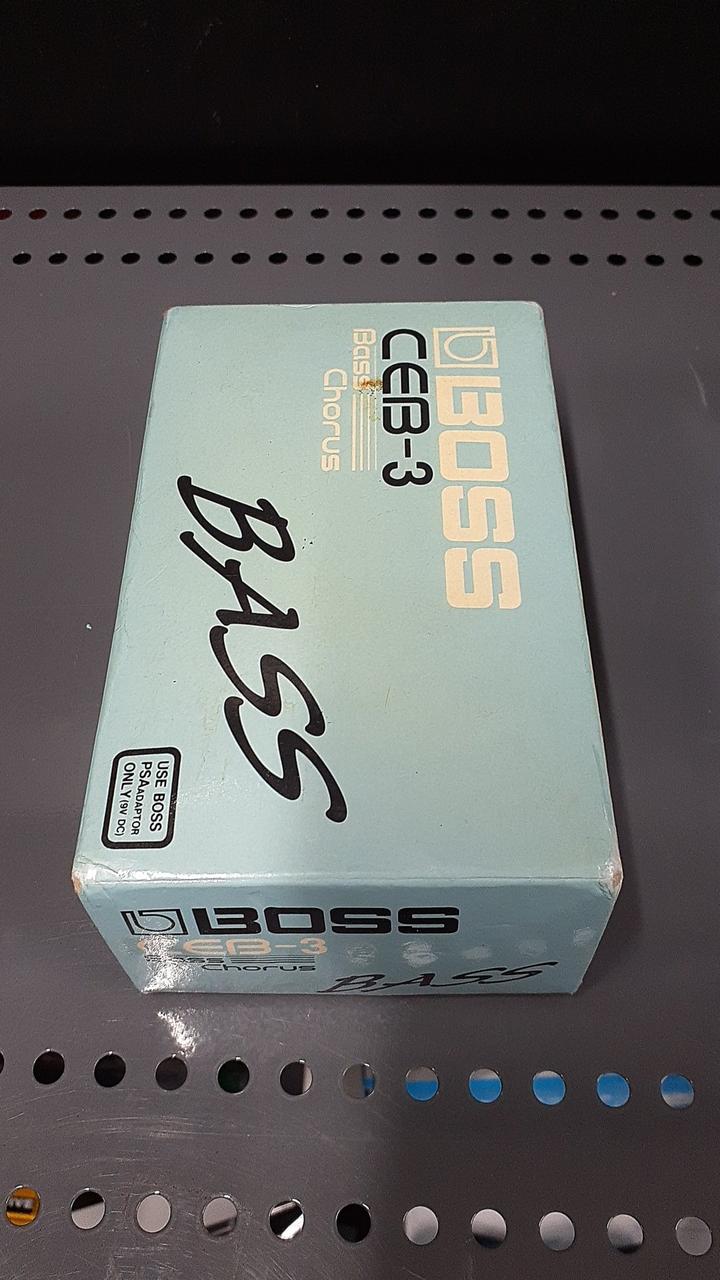 BOSS
CEB-3
Bass
Chorus
BASS
USE BOSS
PSA ADAPTOR
ONLY (9V DC)
BOSS
CEB-3
Bass
Chorus
BASS